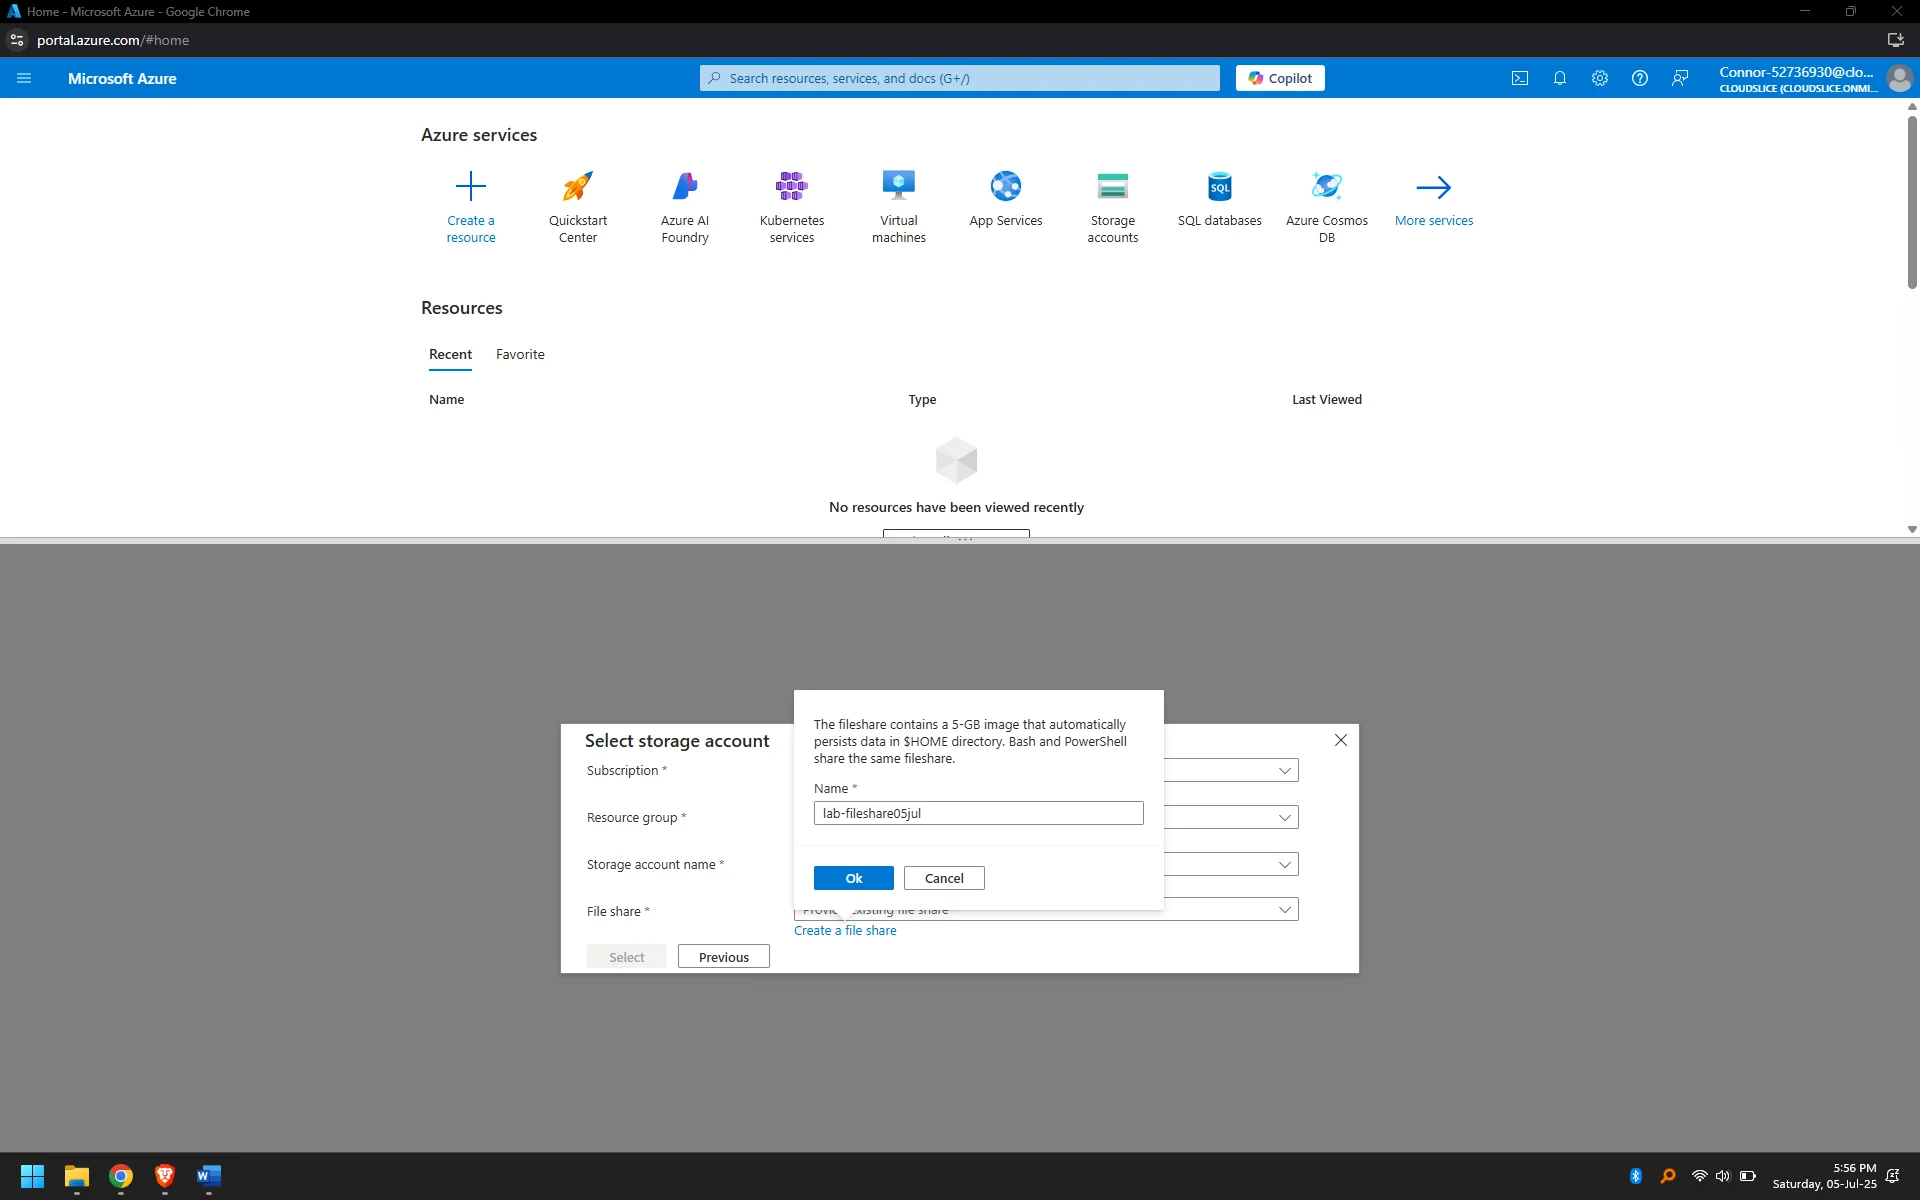 Home - Microsoft Azure - Google Chrome
portal.azure.com/#home
Microsoft Azure
Search resources, services, and docs (G+/)
Copilot
Connor-52736930@clo...
CLOUDSLICE (CLOUDSLICE.ONMI...
Azure services
Create a resource
Quickstart Center
Azure AI Foundry
Kubernetes services
Virtual machines
App Services
Storage accounts
SQL
SQL databases
Azure Cosmos DB
More services
Resources
Recent Favorite
Name Type Last Viewed
No resources have been viewed recently
Select storage account
Subscription *
Resource group *
Storage account name *
File share *
The fileshare contains a 5-GB image that automatically
persists data in $HOME directory. Bash and PowerShell
share the same fileshare.
Name *
lab-fileshare05jul
Ok Cancel
existing file share
Create a file share
Select Previous
W
5:56 PM
Saturday, 05-Jul-25